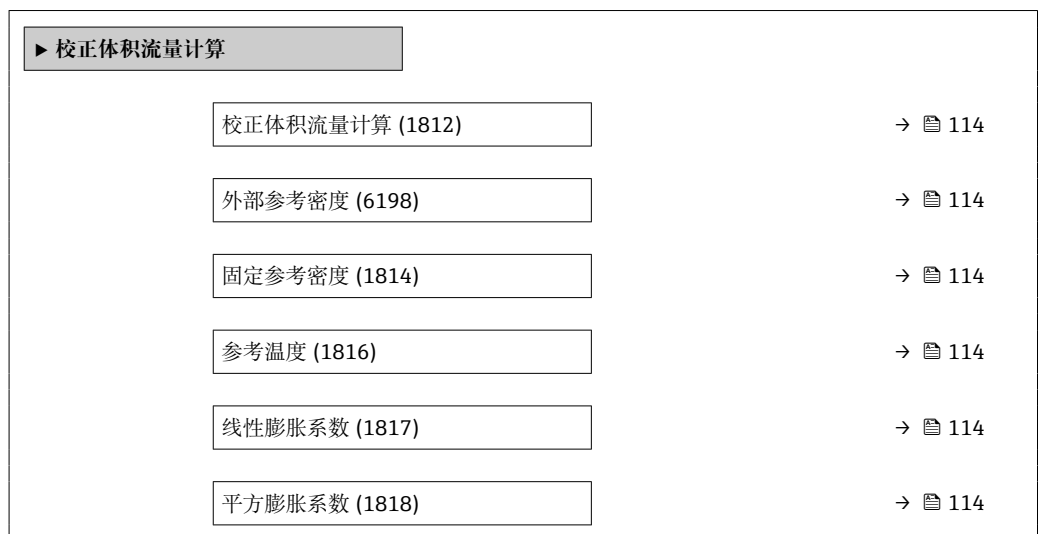 ▶ 校正体积流量计算
校正体积流量计算 (1812) → 114
外部参考密度 (6198) → 114
固定参考密度 (1814) → 114
参考温度 (1816) → 114
线性膨胀系数 (1817) → 114
平方膨胀系数 (1818) → 114